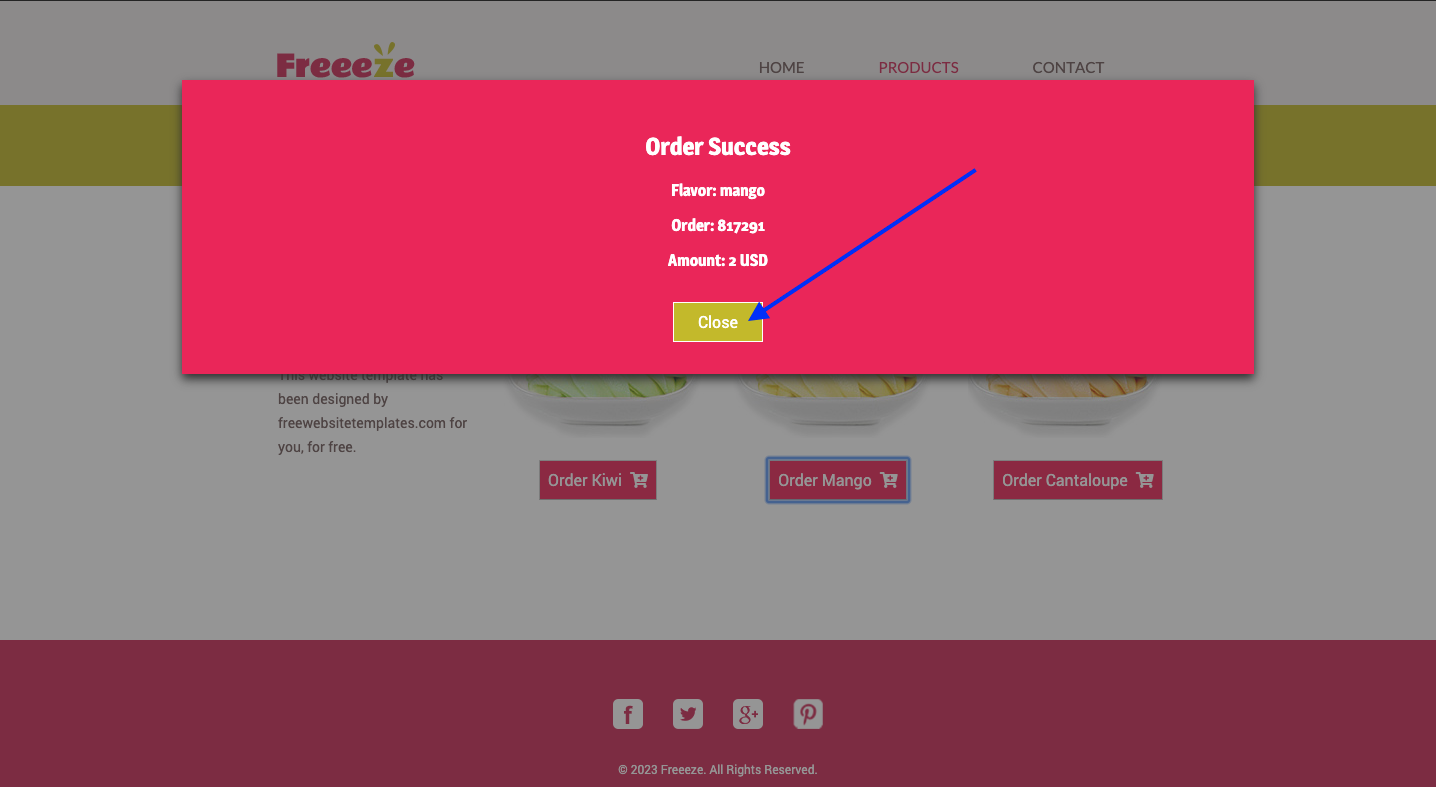 Freeeze
HOME PRODUCTS CONTACT
Order Success
Flavor: mango
Order: 817291
Amount: 2 USD
Close
This website template has
been designed by
freewebsitetemplates.com for
you, for free.
Order Kiwi Order Mango Order Cantaloupe
f g+
© 2023 Freeeze. All Rights Reserved.